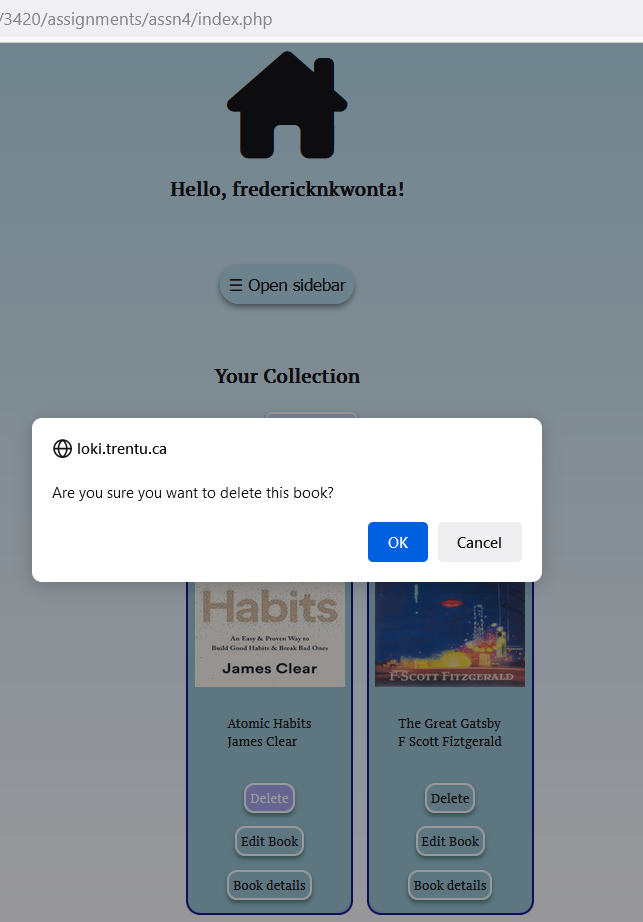 /3420/assignments/assn4/index.php
Hello, fredericknkwonta!
☰ Open sidebar
Your Collection
loki.trentu.ca
Are you sure you want to delete this book?
OK
Cancel
Habits
An Easy & Proven Way to
Build Good Habits & Break Bad Ones
James Clear
F·SCOTT FITZGERALD
Atomic Habits
James Clear
The Great Gatsby
F Scott Fiztgerald
Delete
Delete
Edit Book
Edit Book
Book details
Book details